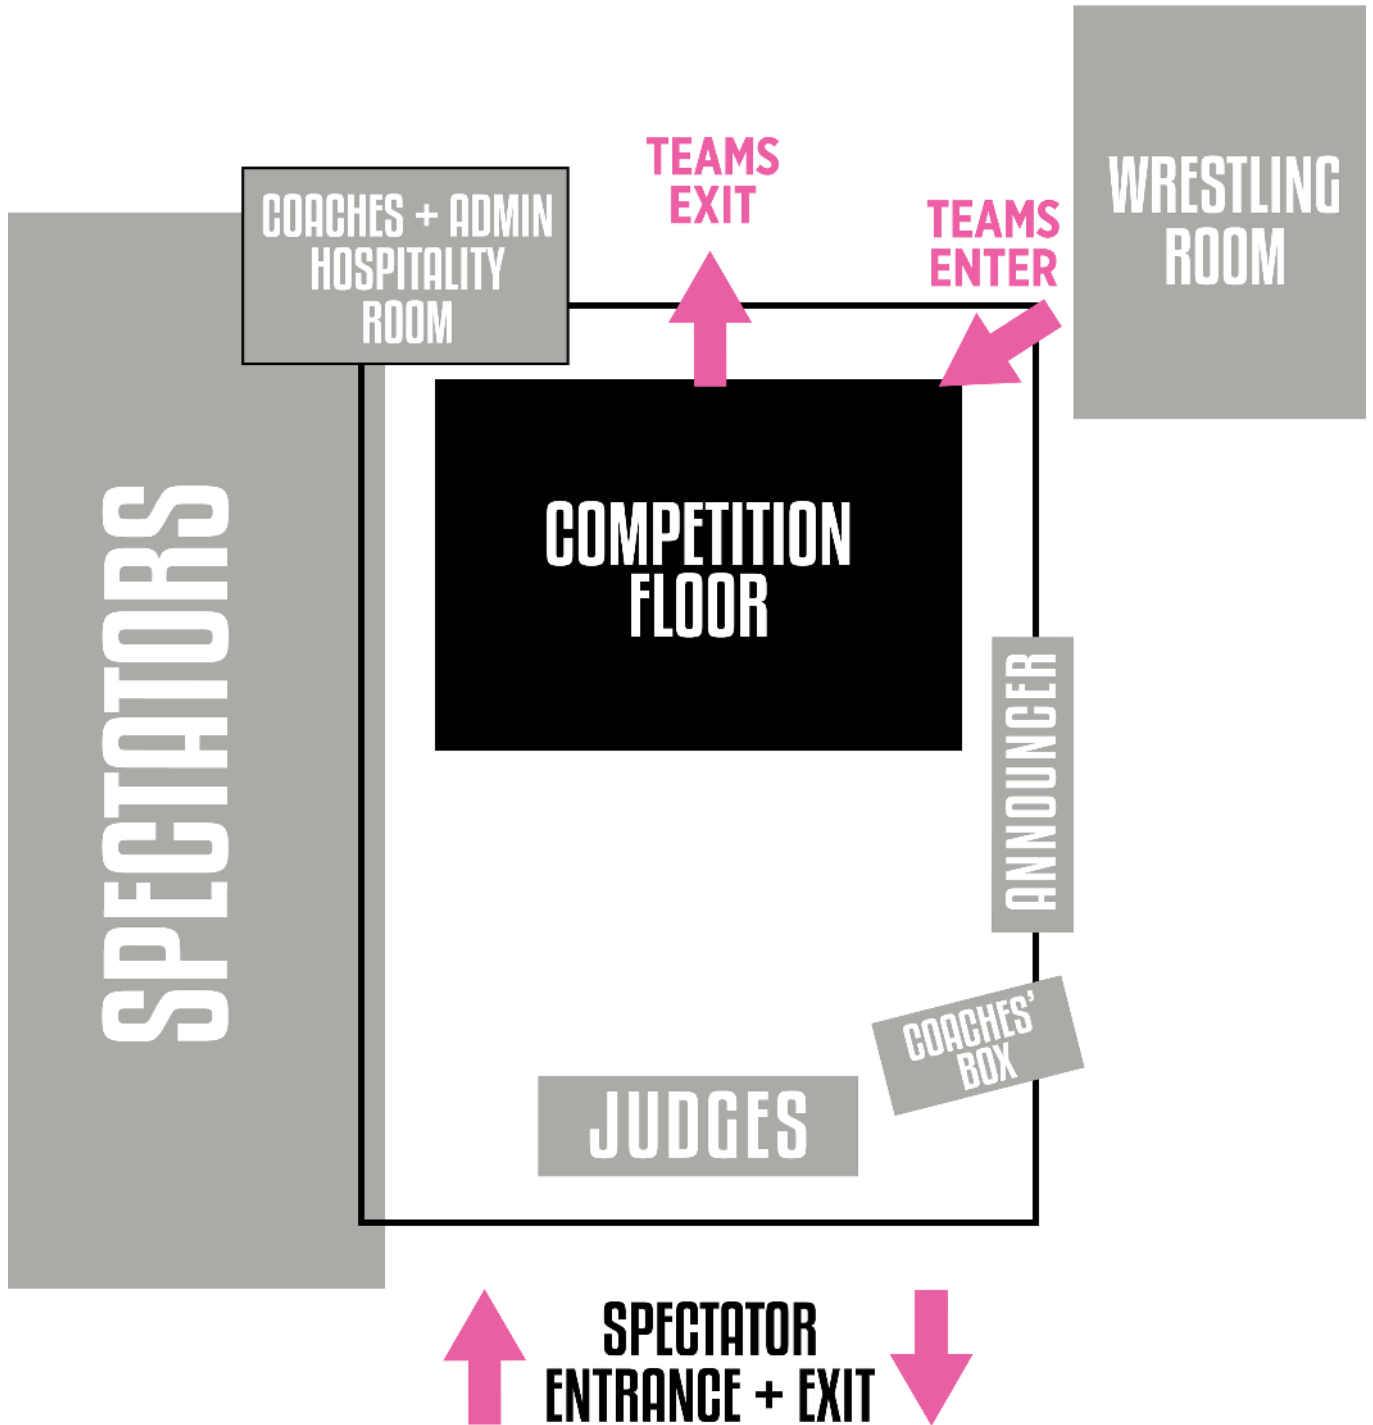 WRESTLING
ROOM
TEAMS
EXIT
TEAMS
ENTER
COACHES + ADMIN
HOSPITALITY
ROOM
SPECTATORS
COMPETITION
FLOOR
ANNOUNCER
COACHES'
BOX
JUDGES
SPECTATOR
ENTRANCE + EXIT